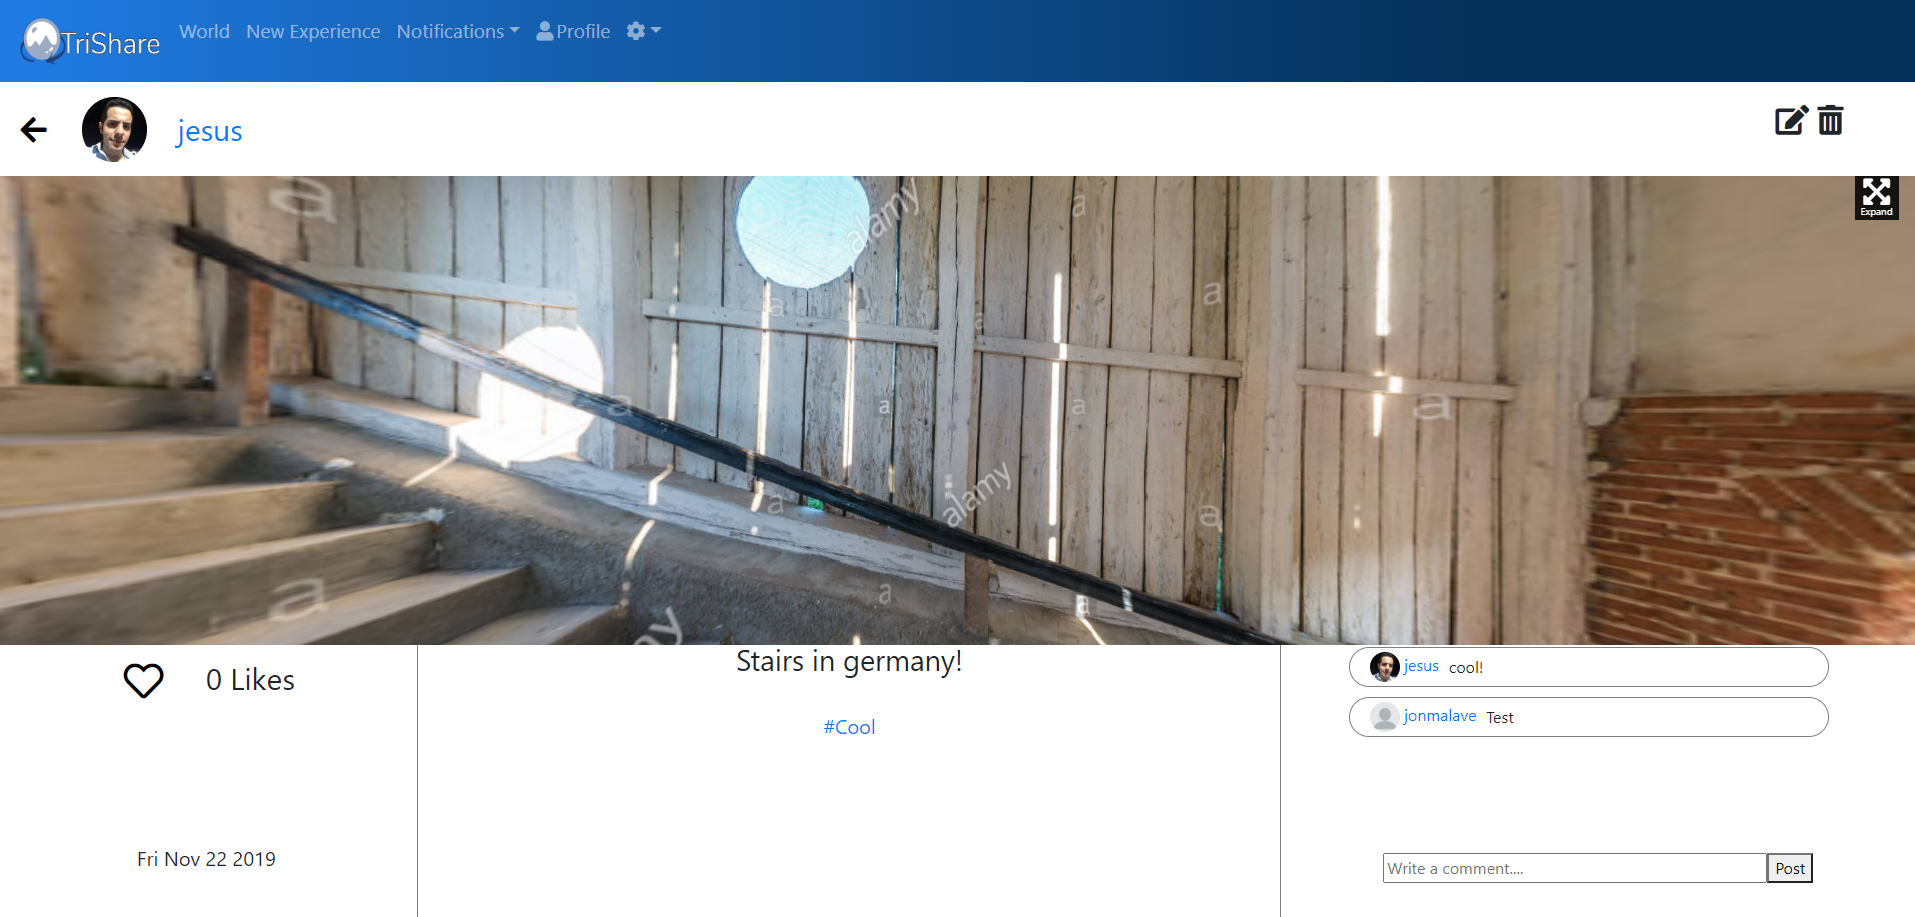 TriShare
World New Experience Notifications Profile
jesus
Expand
a
alamy
a
a
a
a
a
a
a
a
alamy
a
a
a
a
a
my
0 Likes
Stairs in germany!
#Cool
Fri Nov 22 2019
jesus cool!
jonmalave Test
Write a comment.... Post